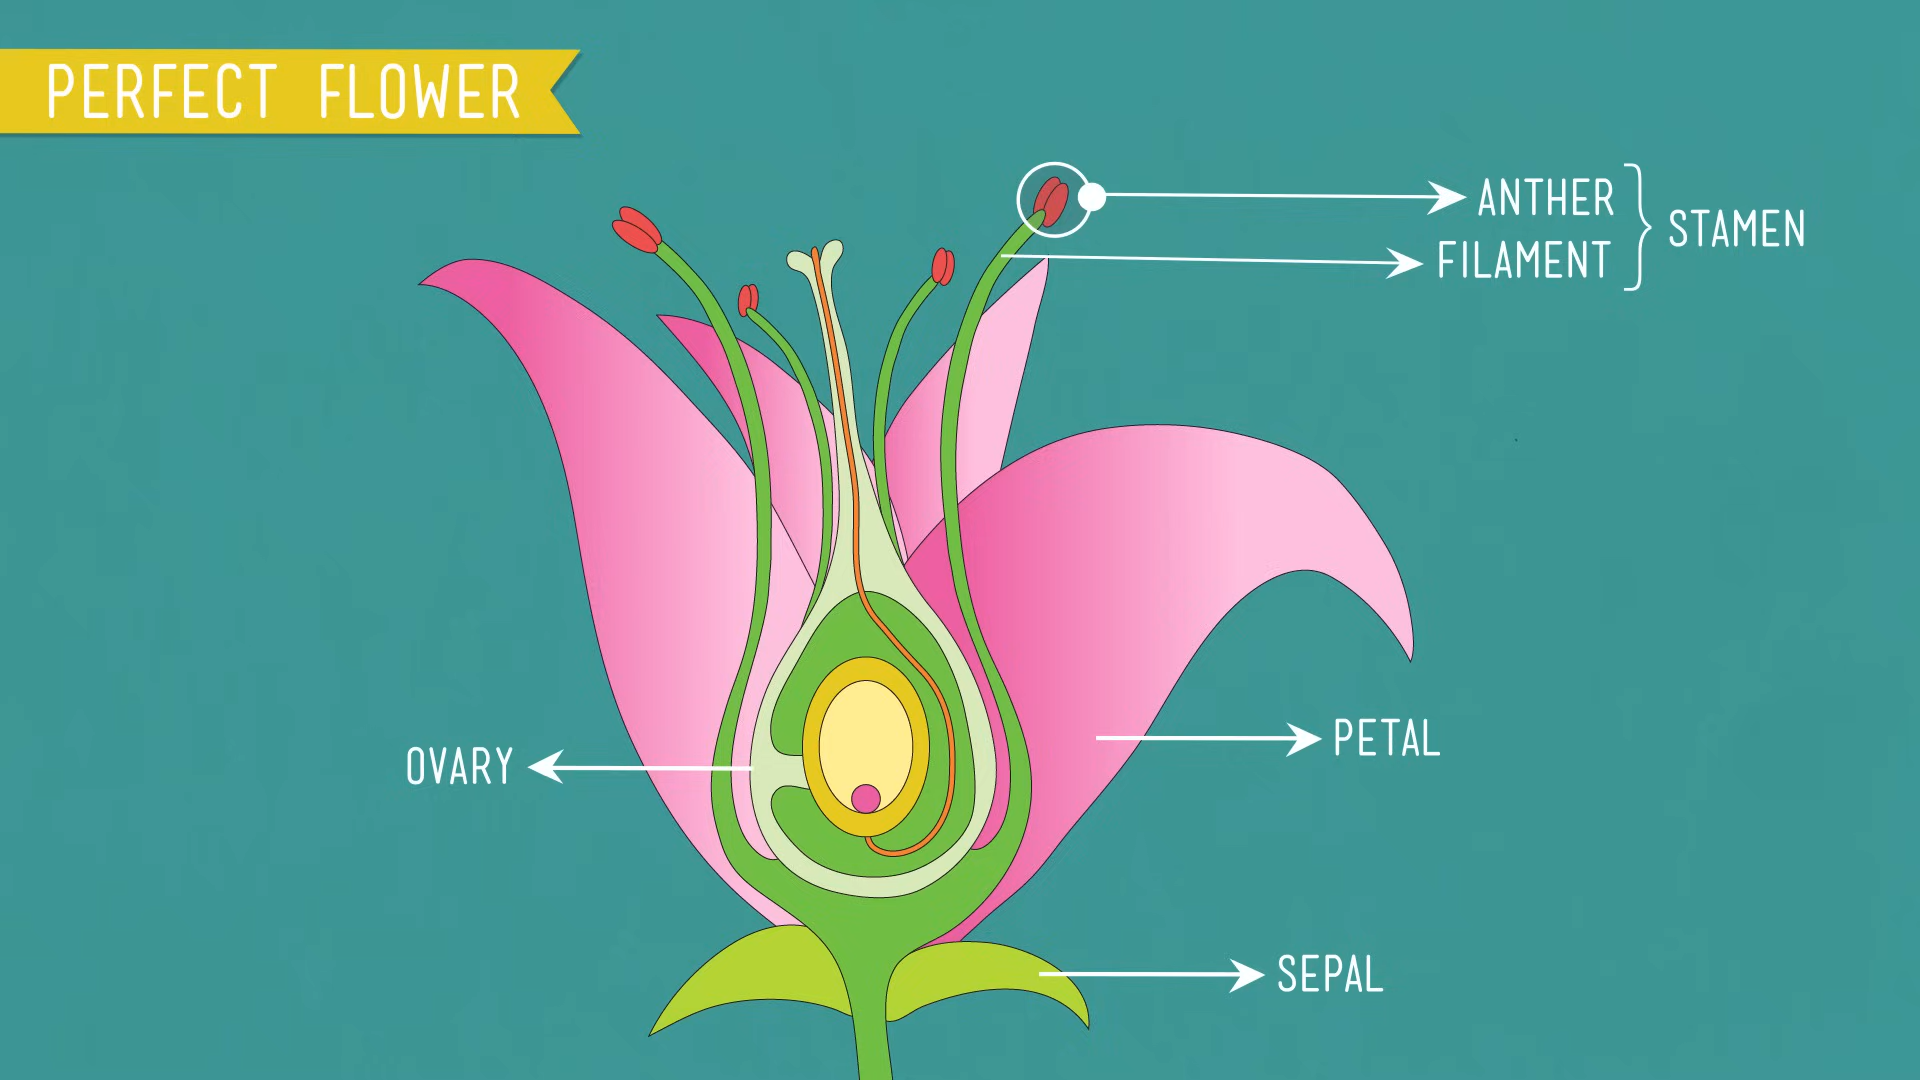 PERFECT FLOWER
ANTHER
FILAMENT
STAMEN
OVARY
PETAL
SEPAL